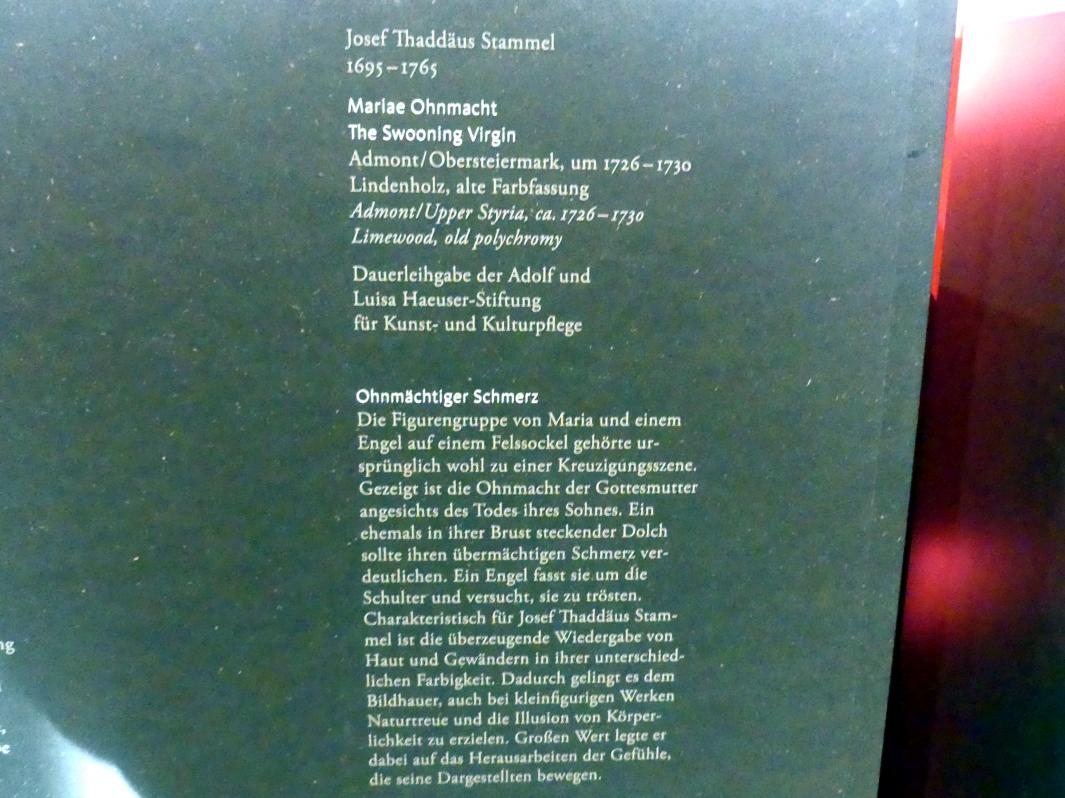 Josef Thaddäus Stammel
1695–1765
Mariae Ohnmacht
The Swooning Virgin
Admont/Obersteiermark, um 1726–1730
Lindenholz, alte Farbfassung
Admont/Upper Styria, ca. 1726–1730
Limewood, old polychromy
Dauerleihgabe der Adolf und
Luisa Haeuser-Stiftung
für Kunst- und Kulturpflege
Ohnmächtiger Schmerz
Die Figurengruppe von Maria und einem
Engel auf einem Felssockel gehörte ur-
sprünglich wohl zu einer Kreuzigungsszene.
Gezeigt ist die Ohnmacht der Gottesmutter
angesichts des Todes ihres Sohnes. Ein
ehemals in ihrer Brust steckender Dolch
sollte ihren übermächtigen Schmerz ver-
deutlichen. Ein Engel fasst sie um die
Schulter und versucht, sie zu trösten.
Charakteristisch für Josef Thaddäus Stam-
mel ist die überzeugende Wiedergabe von
Haut und Gewändern in ihrer unterschied-
lichen Farbigkeit. Dadurch gelingt es dem
Bildhauer, auch bei kleinfigurigen Werken
Naturtreue und die Illusion von Körper-
lichkeit zu erzielen. Großen Wert legte er
dabei auf das Herausarbeiten der Gefühle,
die seine Dargestellten bewegen.